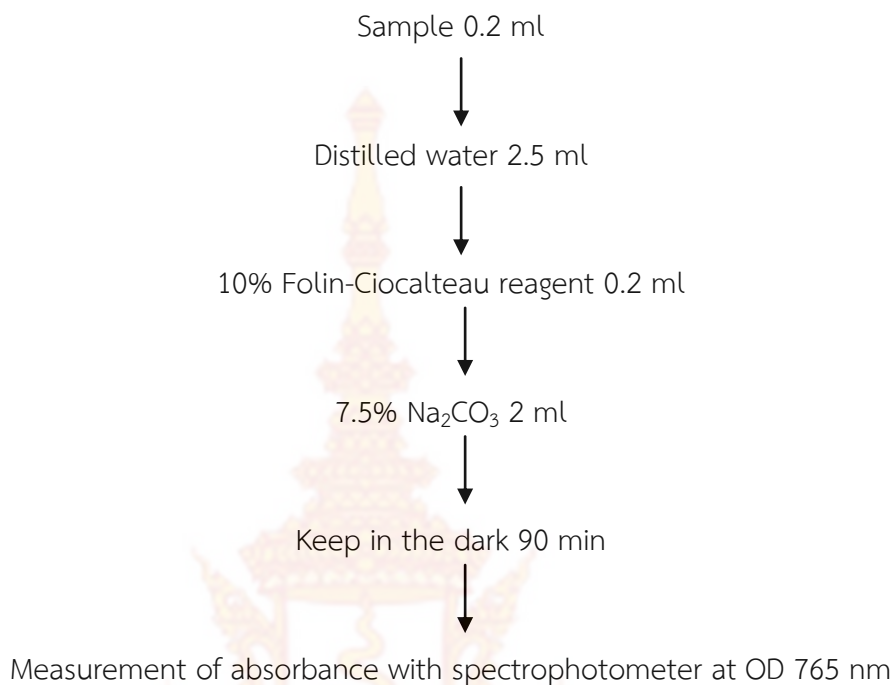 Sample 0.2 ml
Distilled water 2.5 ml
10% Folin-Ciocalteau reagent 0.2 ml
7.5% Na₂CO₃ 2 ml
Keep in the dark 90 min
Measurement of absorbance with spectrophotometer at OD 765 nm